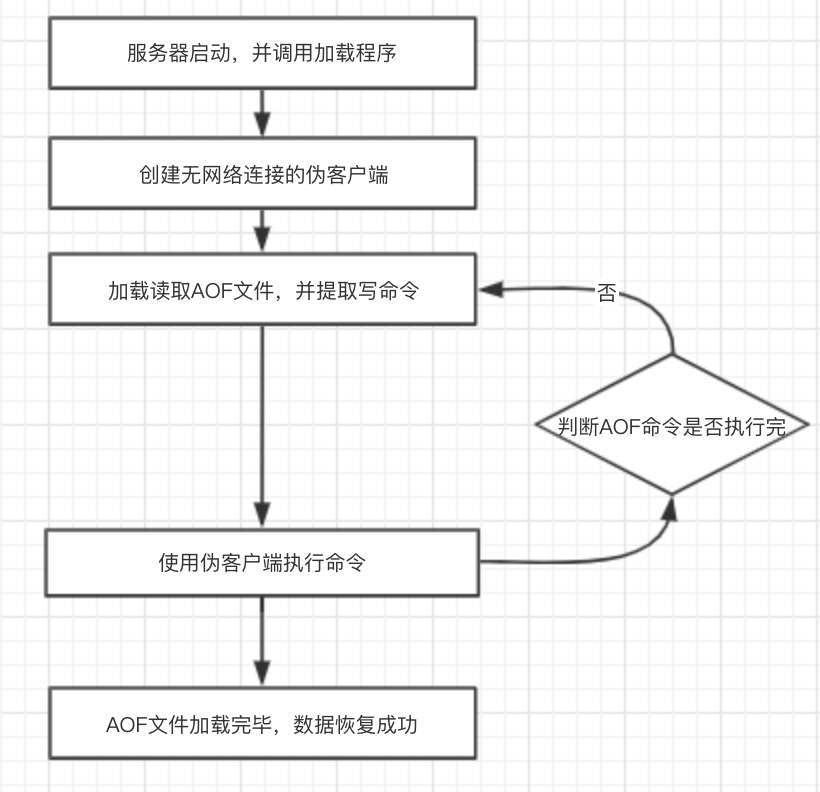 服务器启动，并调用加载程序
创建无网络连接的伪客户端
加载读取AOF文件，并提取写命令
否
判断AOF命令是否执行完
使用伪客户端执行命令
AOF文件加载完毕，数据恢复成功